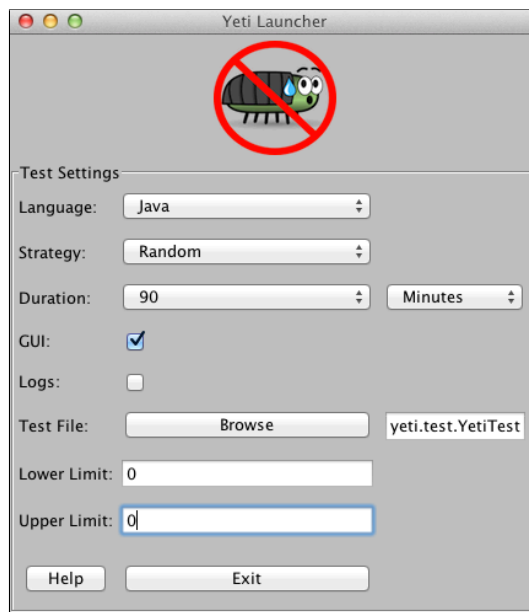 Yeti Launcher
Test Settings
Language: Java
Strategy: Random
Duration: 90 Minutes
GUI:
Logs:
Test File: Browse yeti.test.YetiTest
Lower Limit: 0
Upper Limit: 0
Help Exit